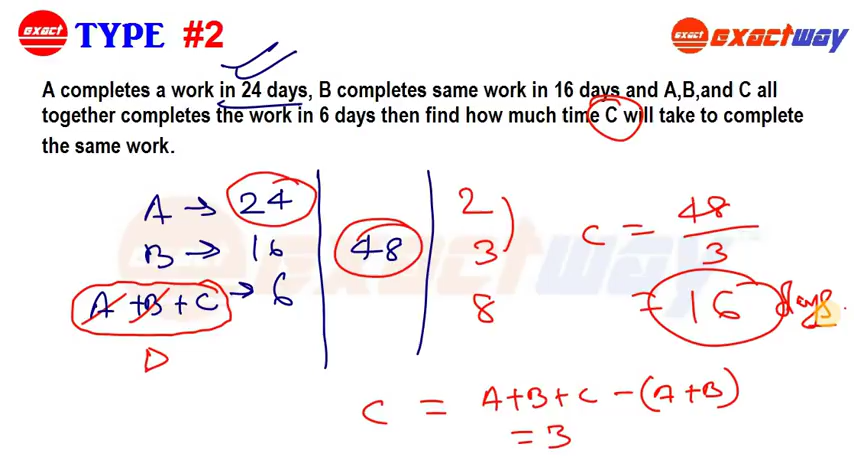 exact
TYPE #2
exact
exactway
A completes a work in 24 days, B completes same work in 16 days and A,B,and C all
together completes the work in 6 days then find how much time C will take to complete
the same work.
A → 24 2
B → 16 48 3
A + B + C → 6 8
D
C = 48/3
= 16 days.
C = A+B+C - (A+B)
= 3
exactway